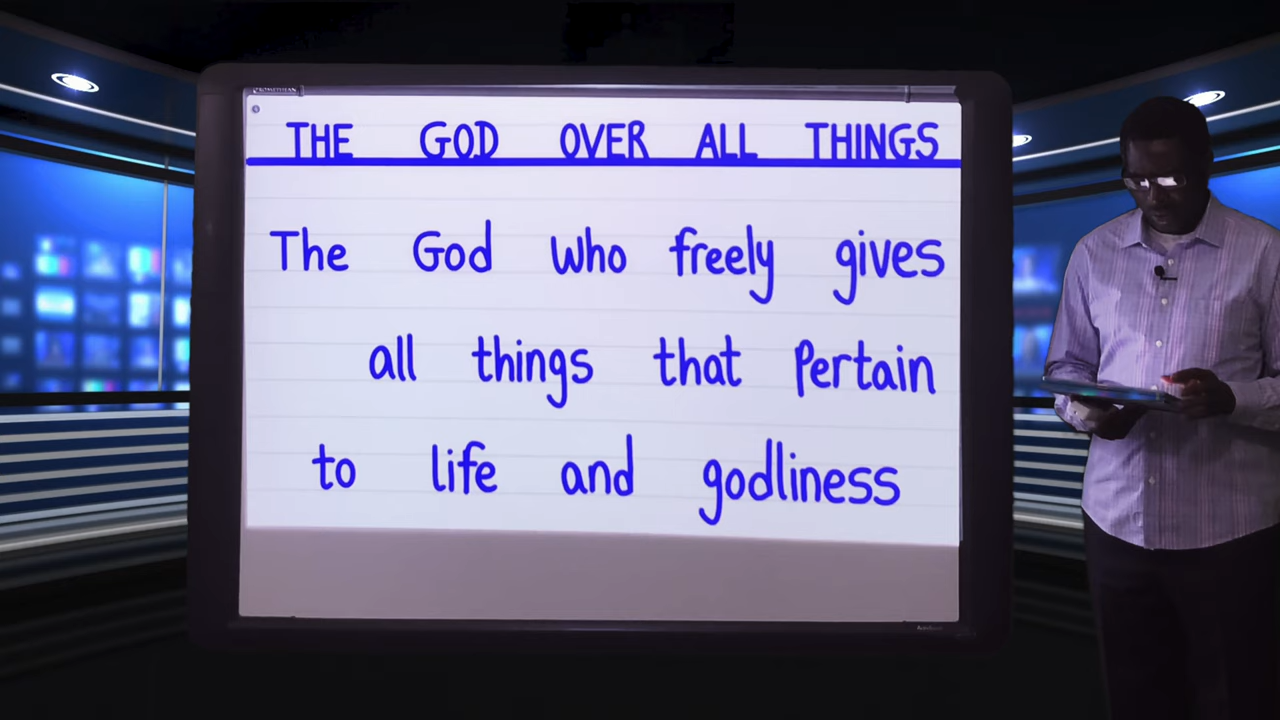 THE GOD OVER ALL THINGS
The God who freely gives
all things that pertain
to life and godliness